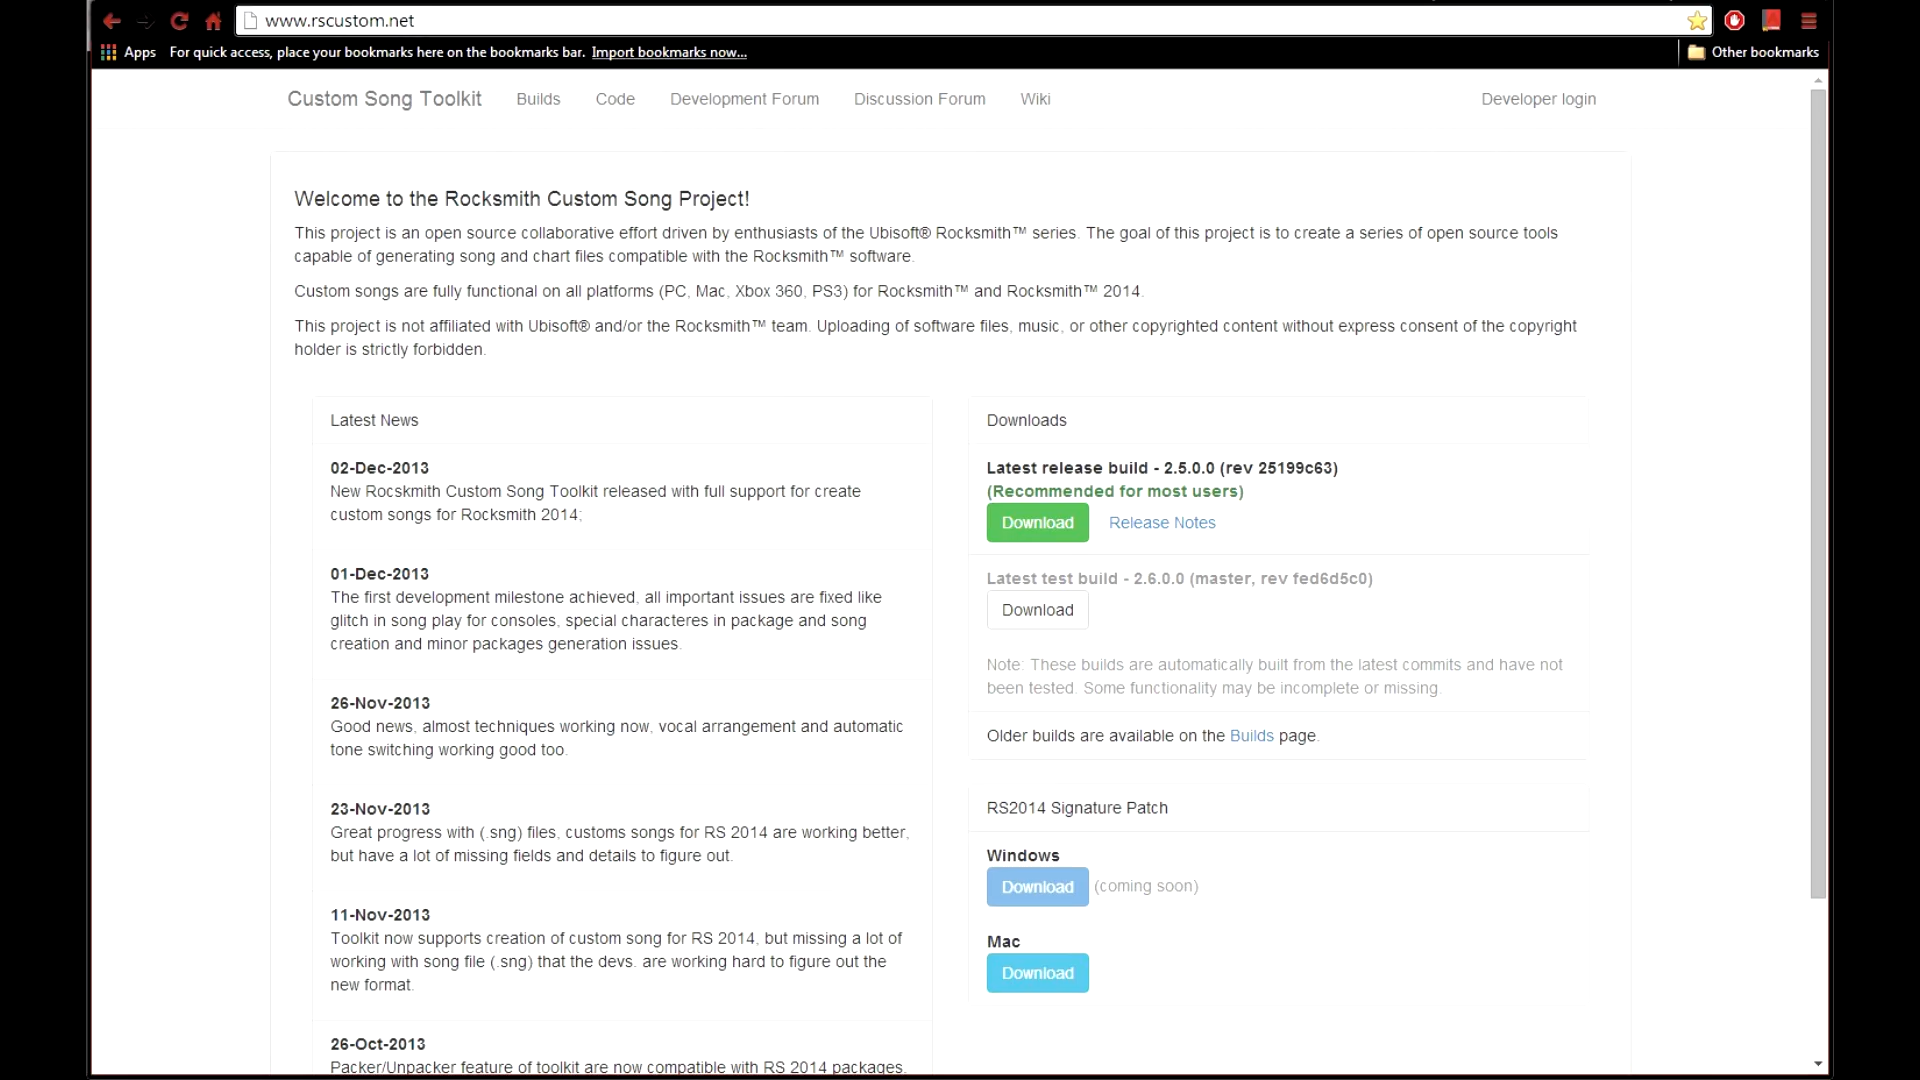 www.rscustom.net
Apps For quick access, place your bookmarks here on the bookmarks bar. Import bookmarks now... Other bookmarks
Custom Song Toolkit Builds Code Development Forum Discussion Forum Wiki Developer login
Welcome to the Rocksmith Custom Song Project!
This project is an open source collaborative effort driven by enthusiasts of the Ubisoft® Rocksmith™ series. The goal of this project is to create a series of open source tools
capable of generating song and chart files compatible with the Rocksmith™ software.
Custom songs are fully functional on all platforms (PC, Mac, Xbox 360, PS3) for Rocksmith™ and Rocksmith™ 2014.
This project is not affiliated with Ubisoft® and/or the Rocksmith™ team. Uploading of software files, music, or other copyrighted content without express consent of the copyright
holder is strictly forbidden.
Latest News
02-Dec-2013
New Rocskmith Custom Song Toolkit released with full support for create
custom songs for Rocksmith 2014;
01-Dec-2013
The first development milestone achieved, all important issues are fixed like
glitch in song play for consoles, special characteres in package and song
creation and minor packages generation issues.
26-Nov-2013
Good news, almost techniques working now, vocal arrangement and automatic
tone switching working good too.
23-Nov-2013
Great progress with (.sng) files, customs songs for RS 2014 are working better,
but have a lot of missing fields and details to figure out.
11-Nov-2013
Toolkit now supports creation of custom song for RS 2014, but missing a lot of
working with song file (.sng) that the devs. are working hard to figure out the
new format.
26-Oct-2013
Packer/Unpacker feature of toolkit are now compatible with RS 2014 packages.
Downloads
Latest release build - 2.5.0.0 (rev 25199c63)
(Recommended for most users)
Download Release Notes
Latest test build - 2.6.0.0 (master, rev fed6d5c0)
Download
Note: These builds are automatically built from the latest commits and have not
been tested. Some functionality may be incomplete or missing.
Older builds are available on the Builds page.
RS2014 Signature Patch
Windows
Download (coming soon)
Mac
Download